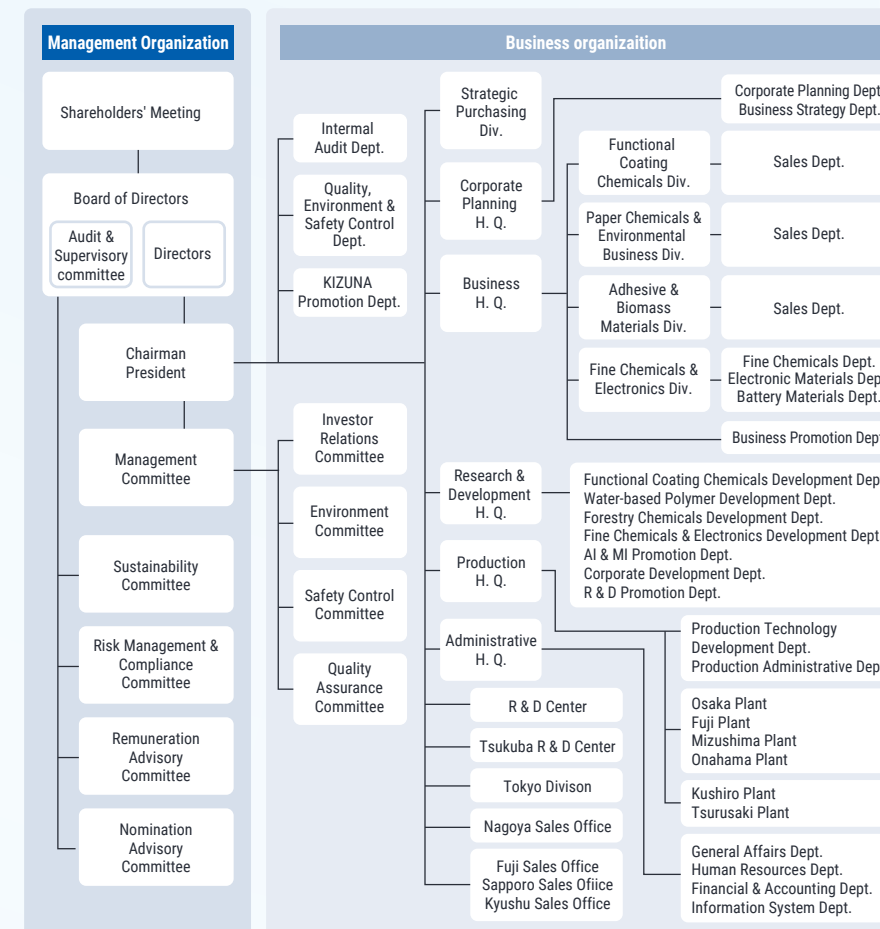 Management Organization
Business organizaition
Shareholders' Meeting
Board of Directors
Audit &
Supervisory
committee
Directors
Chairman
President
Management
Committee
Sustainability
Committee
Risk Management &
Compliance
Committee
Remuneration
Advisory
Committee
Nomination
Advisory
Committee
Internal
Audit Dept.
Quality,
Environment &
Safety Control
Dept.
KIZUNA
Promotion Dept.
Investor
Relations
Committee
Environment
Committee
Safety Control
Committee
Quality
Assurance
Committee
Strategic
Purchasing
Div.
Corporate
Planning
H. Q.
Business
H. Q.
Research &
Development
H. Q.
Production
H. Q.
Administrative
H. Q.
R & D Center
Tsukuba R & D Center
Tokyo Divison
Nagoya Sales Office
Fuji Sales Office
Sapporo Sales Ofiice
Kyushu Sales Office
Corporate Planning Dept
Business Strategy Dept.
Functional
Coating
Chemicals Div.
Sales Dept.
Paper Chemicals &
Environmental
Business Div.
Sales Dept.
Adhesive &
Biomass
Materials Div.
Sales Dept.
Fine Chemicals &
Electronics Div.
Fine Chemicals Dept.
Electronic Materials Dep
Battery Materials Dept.
Business Promotion Dep
Functional Coating Chemicals Development Dep
Water-based Polymer Development Dept.
Forestry Chemicals Development Dept.
Fine Chemicals & Electronics Development Dept
AI & MI Promotion Dept.
Corporate Development Dept.
R & D Promotion Dept.
Production Technology
Development Dept.
Production Administrative Dep
Osaka Plant
Fuji Plant
Mizushima Plant
Onahama Plant
Kushiro Plant
Tsurusaki Plant
General Affairs Dept.
Human Resources Dept.
Financial & Accounting Dept.
Information System Dept.